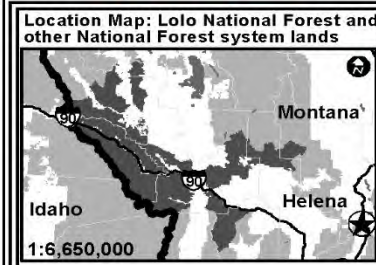 Location Map: Lolo National Forest and
other National Forest system lands
N
Montana
90
90
Idaho
Helena
1:6,650,000